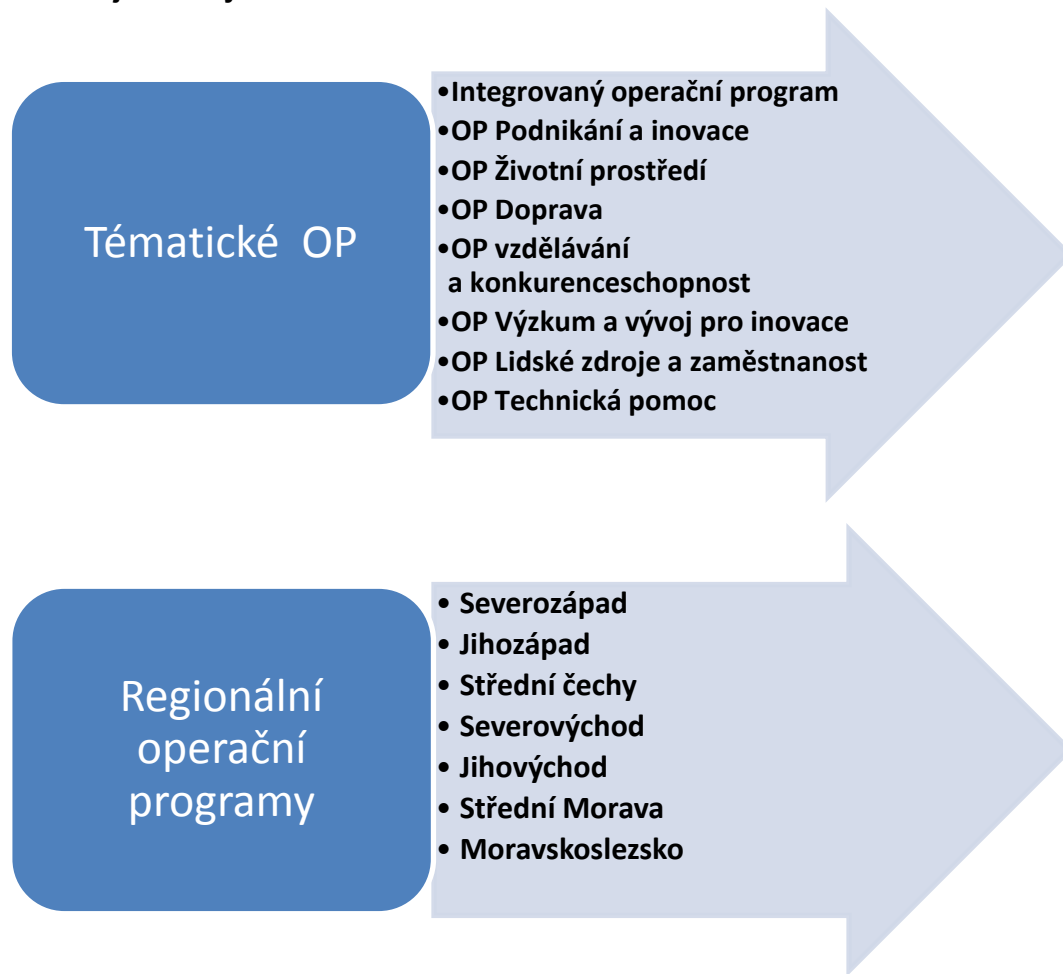 Tématické OP
•Integrovaný operační program
•OP Podnikání a inovace
•OP Životní prostředí
•OP Doprava
•OP vzdělávání
a konkurenceschopnost
•OP Výzkum a vývoj pro inovace
•OP Lidské zdroje a zaměstnanost
•OP Technická pomoc
Regionální
operační
programy
• Severozápad
• Jihozápad
• Střední čechy
• Severovýchod
• Jihovýchod
• Střední Morava
• Moravskoslezsko